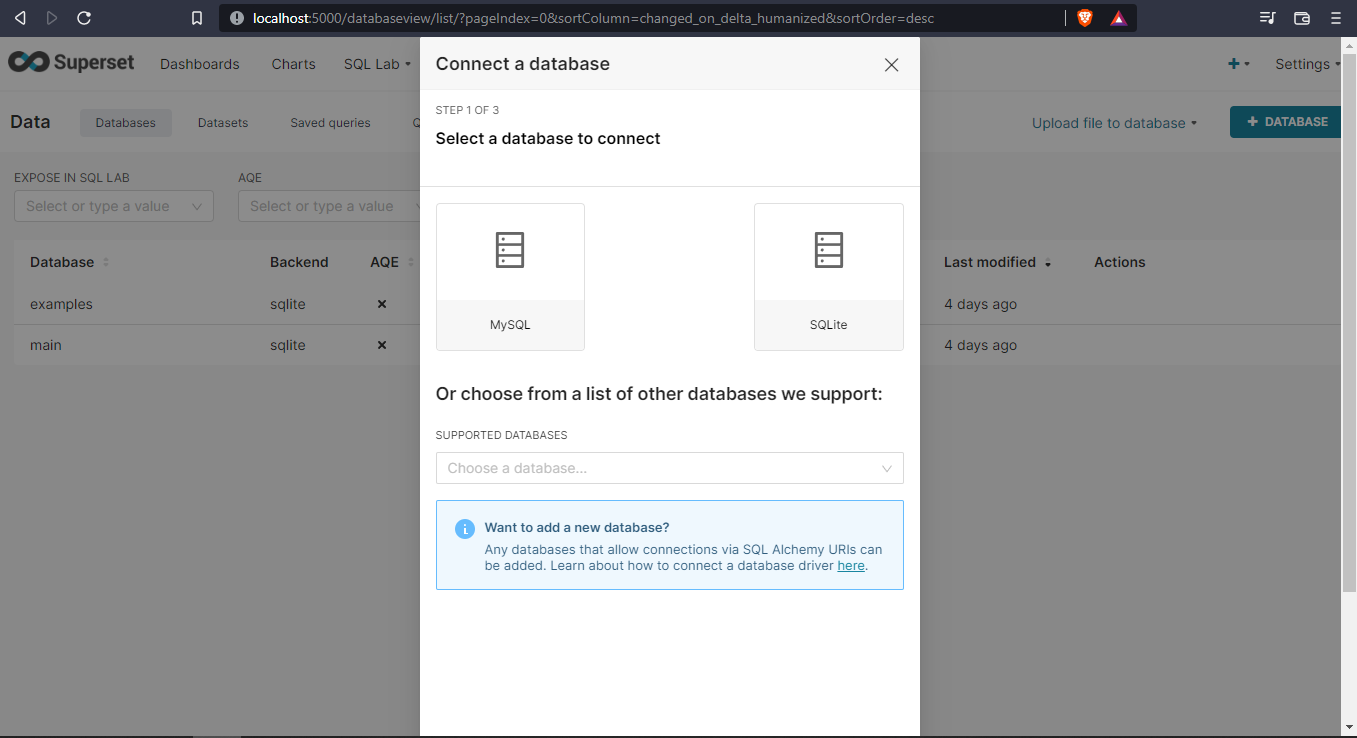 localhost:5000/databaseview/list/?pageIndex=0&sortColumn=changed_on_delta_humanized&sortOrder=desc
Superset Dashboards Charts SQL Lab Settings
Connect a database
STEP 1 OF 3
Select a database to connect
Data Databases Datasets Saved queries Upload file to database + DATABASE
EXPOSE IN SQL LAB AQE
Select or type a value Select or type a value
Database Backend AQE Last modified Actions
examples sqlite 4 days ago
main sqlite 4 days ago
MySQL SQLite
Or choose from a list of other databases we support:
SUPPORTED DATABASES
Choose a database...
Want to add a new database?
Any databases that allow connections via SQL Alchemy URIs can
be added. Learn about how to connect a database driver here.